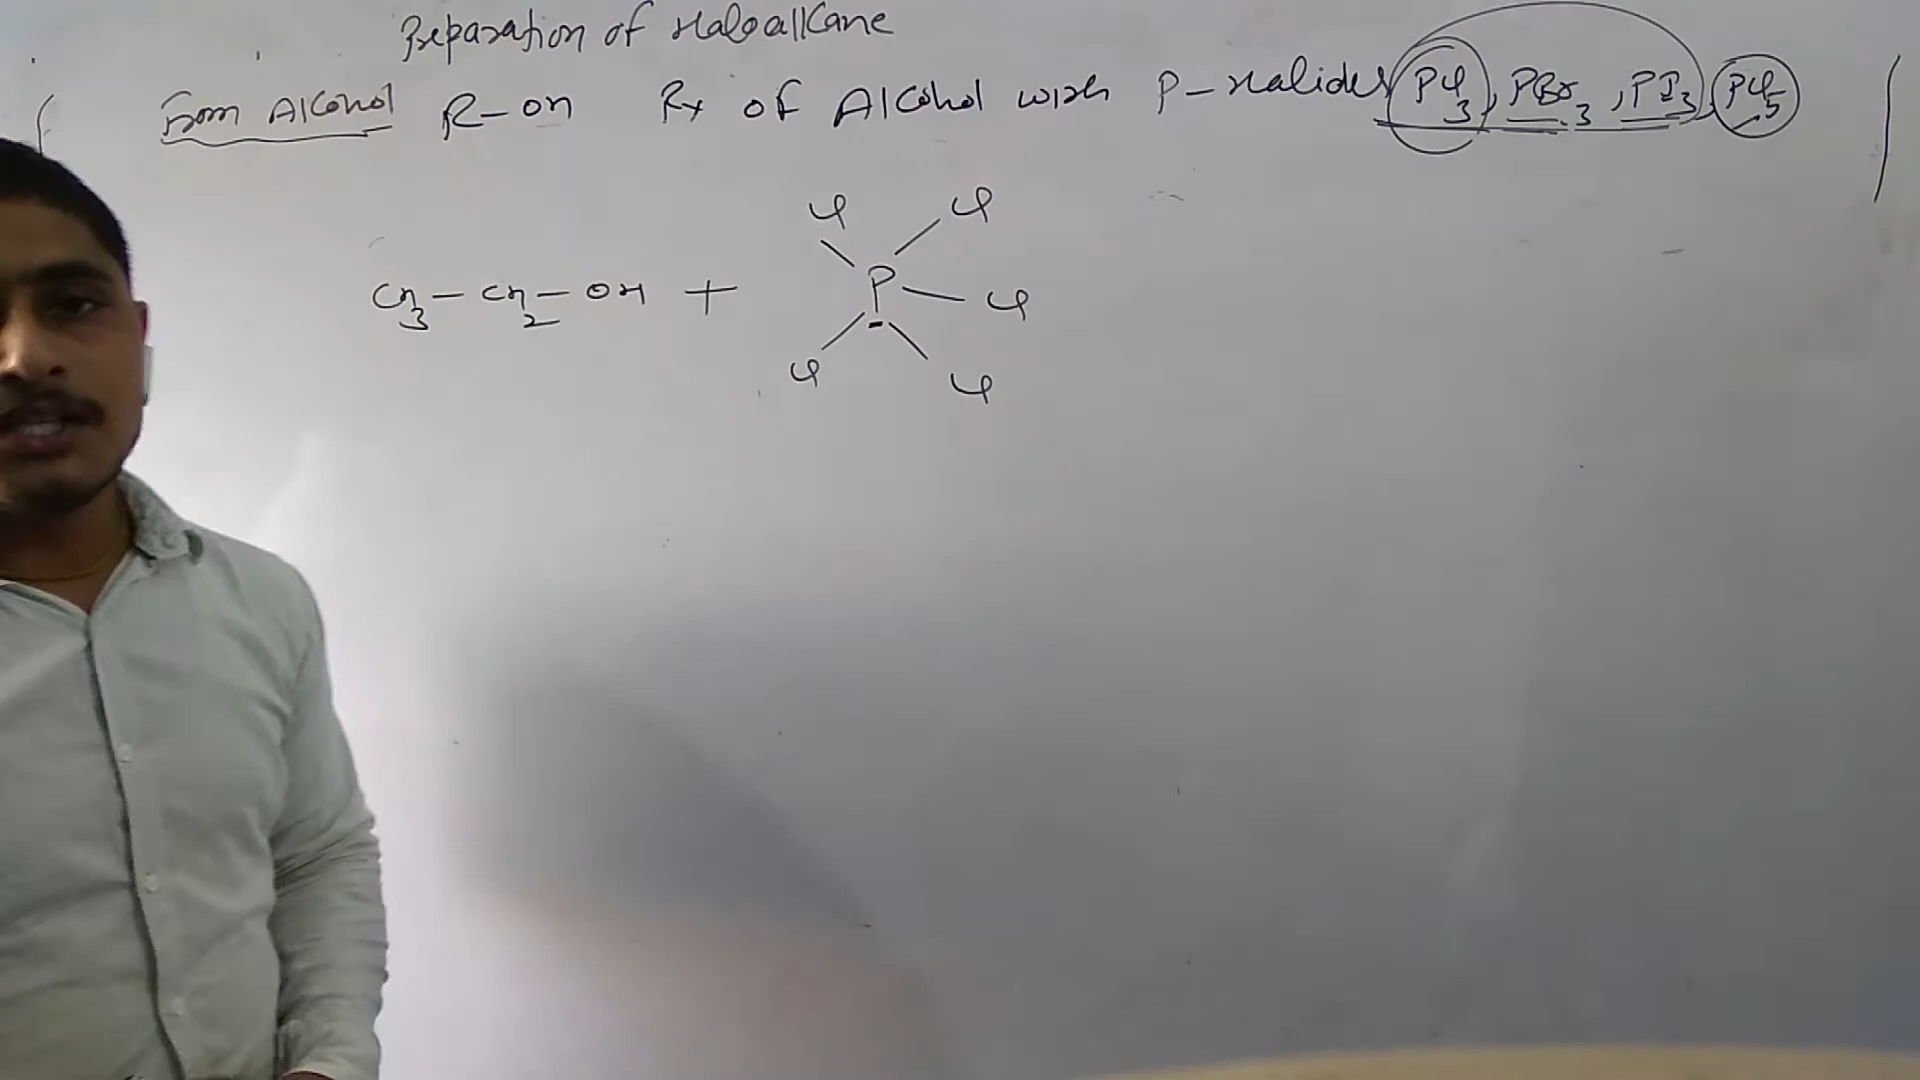 Preparation of Haloalkane
From Alcohol R-OH Rx of Alcohol with P-Halides PCl3, PBr3, PI3, PCl5
Cl Cl
CH3-CH2-OH + P Cl
Cl Cl